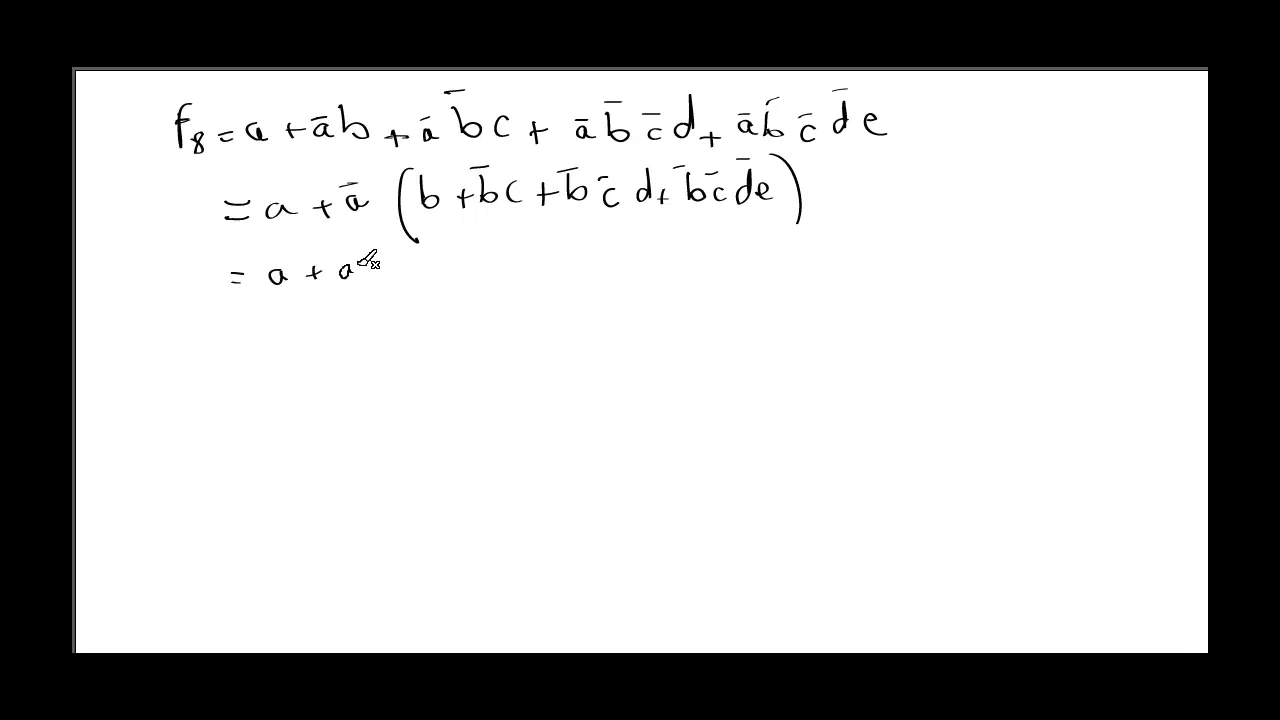 f₈ = a + āb + āb̄c + āb̄c̄d + āb̄c̄d̄e
= a + ā (b + b̄c + b̄c̄d + b̄c̄d̄e)
= a + a